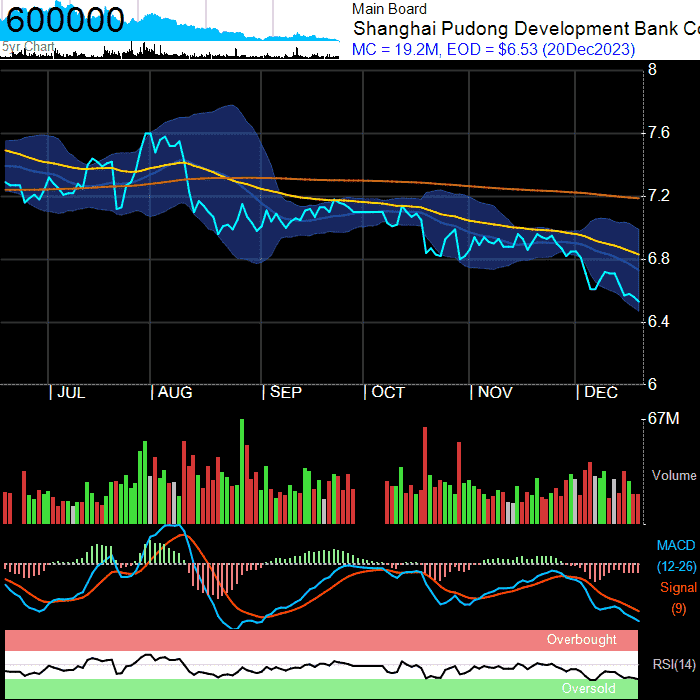 600000
5yr Chart
Main Board
Shanghai Pudong Development Bank Co
MC = 19.2M, EOD = $6.53 (20Dec2023)
8
7.6
7.2
6.8
6.4
6
JUL AUG SEP OCT NOV DEC
67M
Volume
MACD
(12-26)
Signal
(9)
Overbought
RSI(14)
Oversold